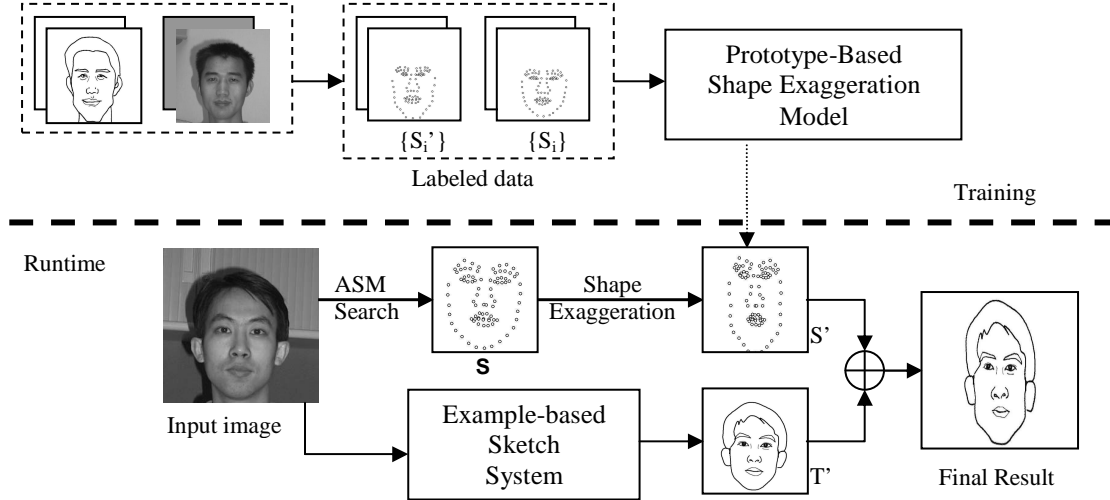 Prototype-Based
Shape Exaggeration
Model
{Sᵢ’}
{Sᵢ}
Labeled data
Training
Runtime
ASM
Search
Shape
Exaggeration
S
S’
Input image
Example-based
Sketch
System
T’
Final Result